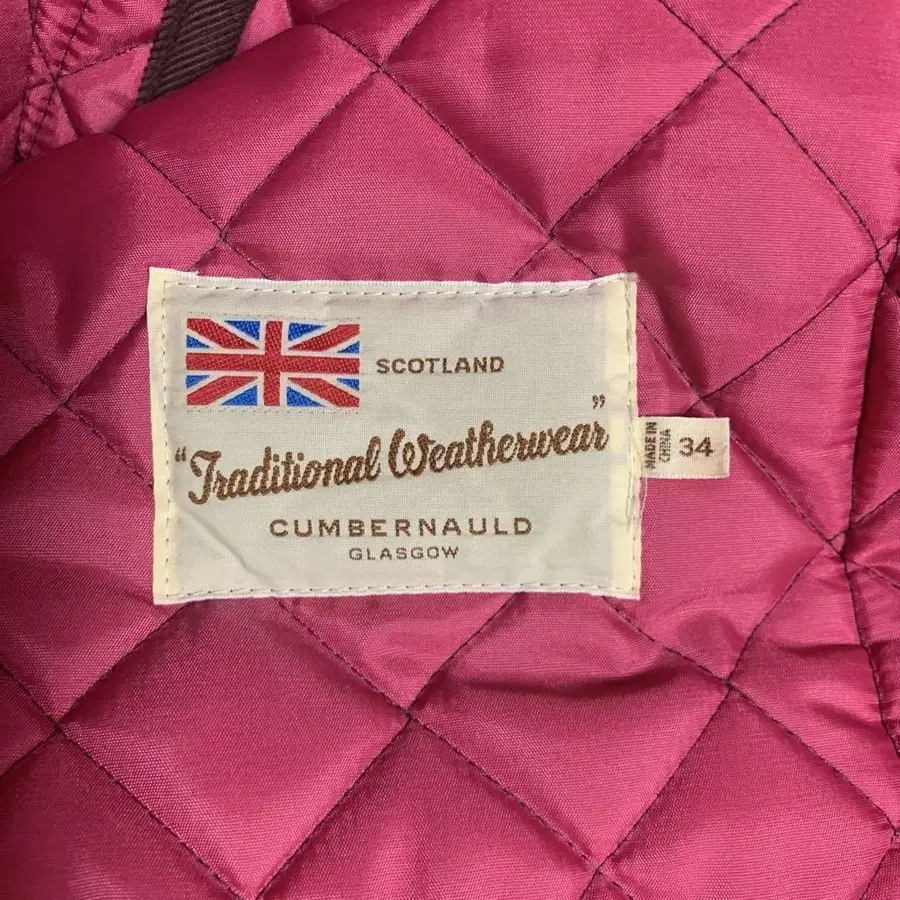 SCOTLAND
"Traditional Weatherwear"
CUMBERNAULD
GLASGOW
MADE IN
CHINA
34